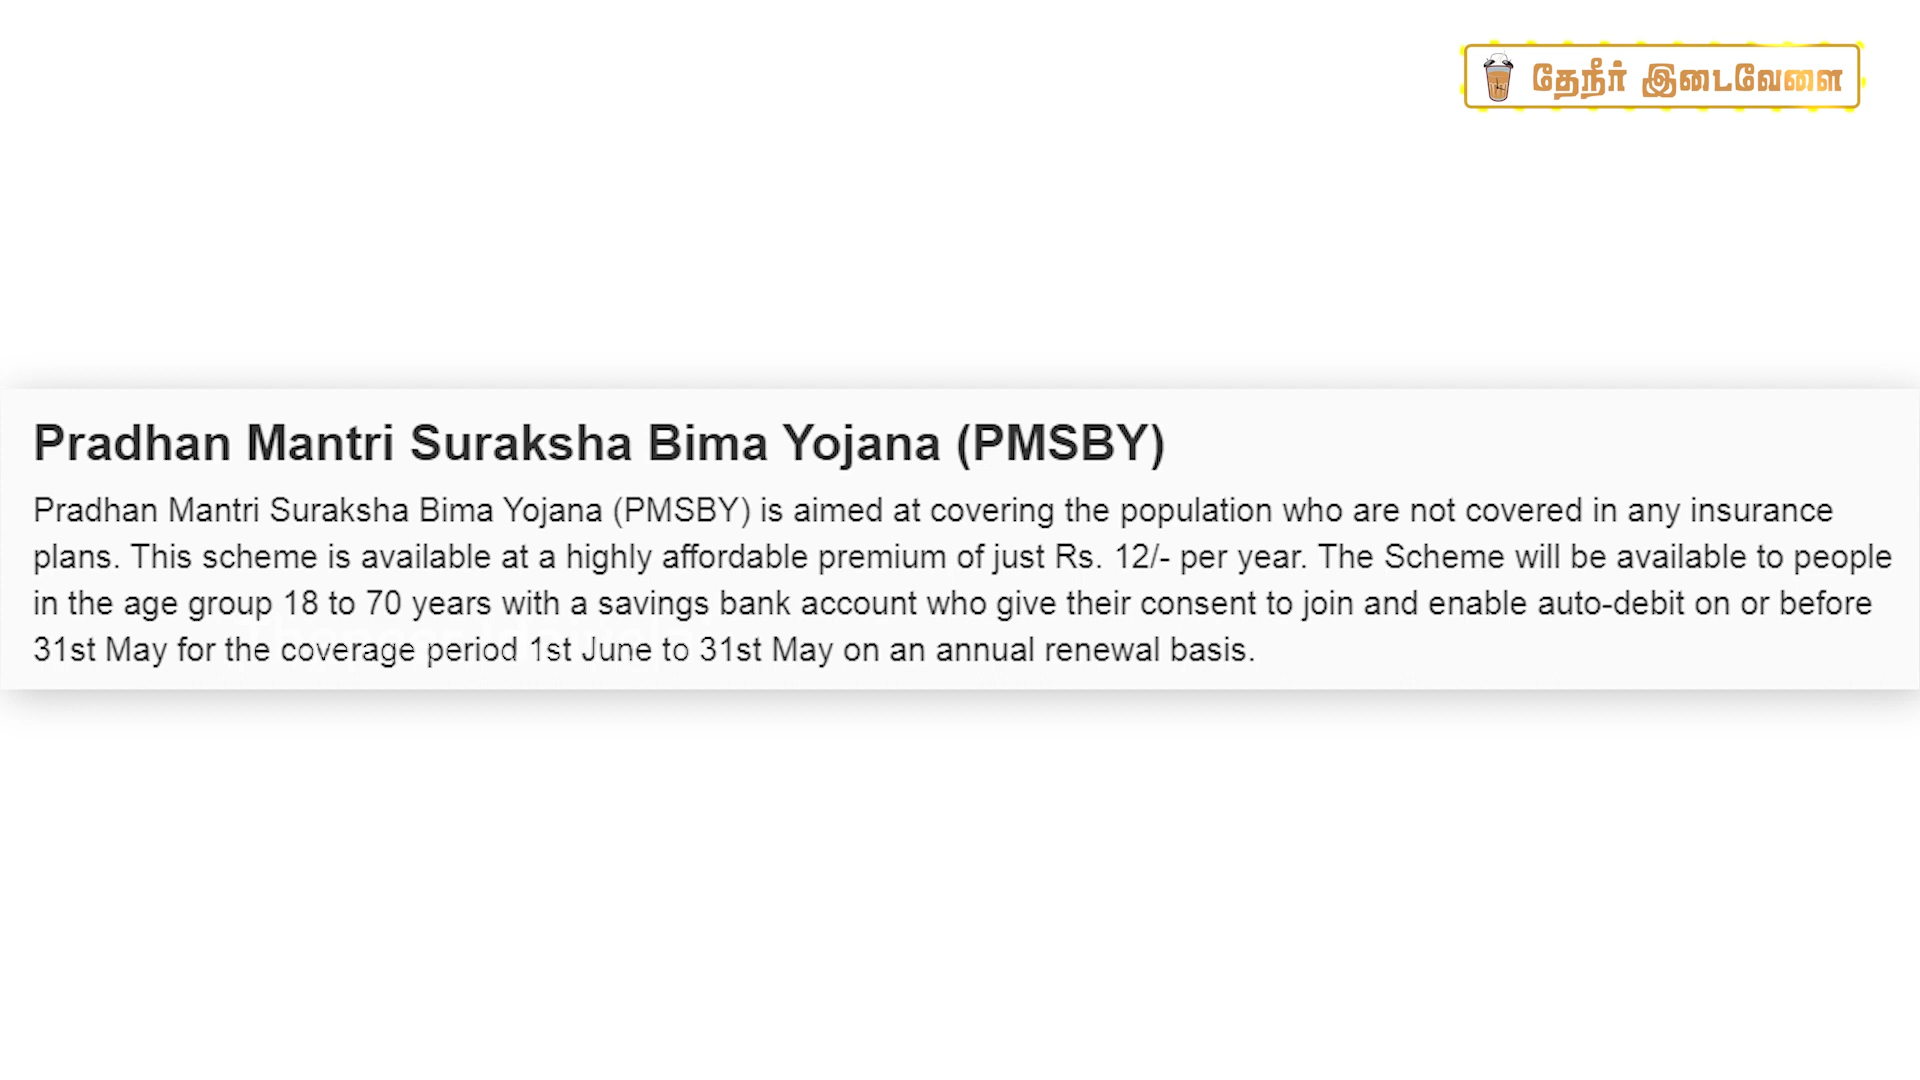 தேநீர் இடைவேளை
Pradhan Mantri Suraksha Bima Yojana (PMSBY)
Pradhan Mantri Suraksha Bima Yojana (PMSBY) is aimed at covering the population who are not covered in any insurance
plans. This scheme is available at a highly affordable premium of just Rs. 12/- per year. The Scheme will be available to people
in the age group 18 to 70 years with a savings bank account who give their consent to join and enable auto-debit on or before
31st May for the coverage period 1st June to 31st May on an annual renewal basis.